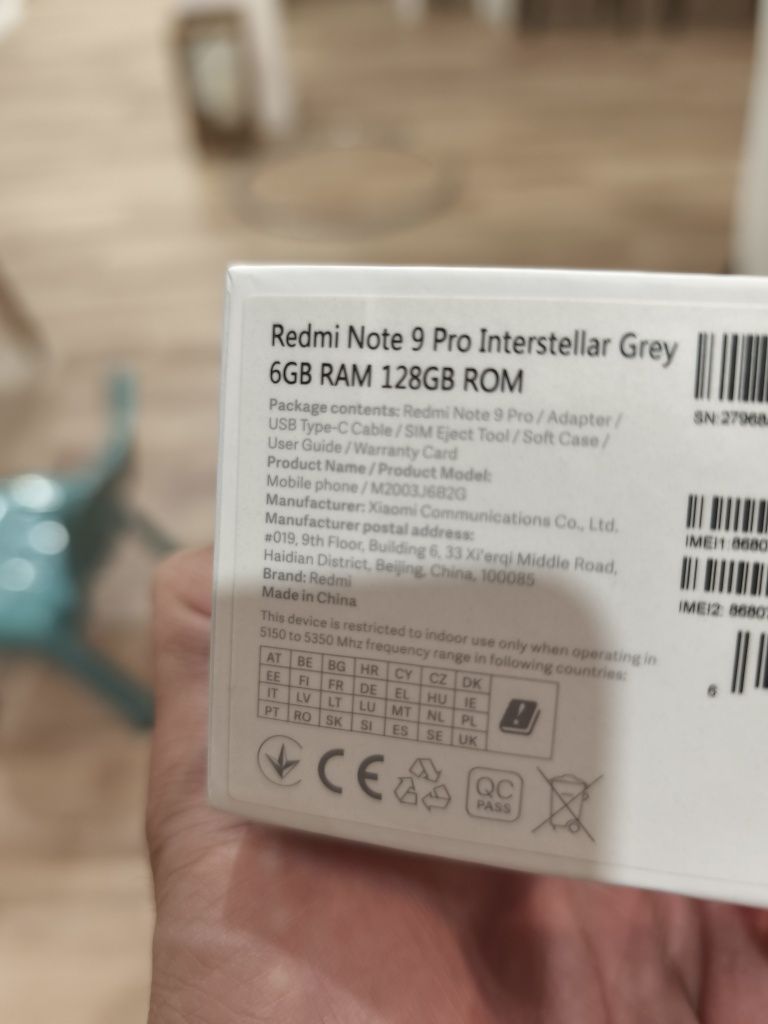 Redmi Note 9 Pro Interstellar Grey
6GB RAM 128GB ROM
Package contents: Redmi Note 9 Pro / Adapter /
USB Type-C Cable / SIM Eject Tool / Soft Case /
User Guide / Warranty Card
Product Name / Product Model:
Mobile phone / M2003J6B2G
Manufacturer: Xiaomi Communications Co., Ltd.
Manufacturer postal address:
#019, 9th Floor, Building 6, 33 Xi'erqi Middle Road,
Haidian District, Beijing, China, 100085
Brand: Redmi
Made in China
This device is restricted to indoor use only when operating in
5150 to 5350 Mhz frequency range in following countries:
AT BE BG HR CY CZ DK
EE FI FR DE EL HU IE
IT LV LT LU MT NL PL
PT RO SK SI ES SE UK
CE
QC
PASS
SN: 27968
IMEI1: 8680
IMEI2: 8680
6